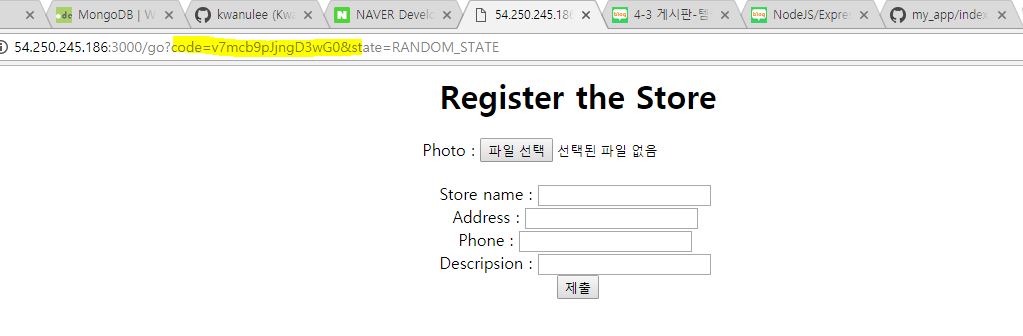 MongoDB | W
kwanulee (Kwa
NAVER Develo
54.250.245.186
4-3 게시판-템
NodeJS/Expre
my_app/index
54.250.245.186:3000/go?code=v7mcb9pJjngD3wG0&state=RANDOM_STATE
Register the Store
Photo : 파일 선택 선택된 파일 없음
Store name :
Address :
Phone :
Descripsion :
제출